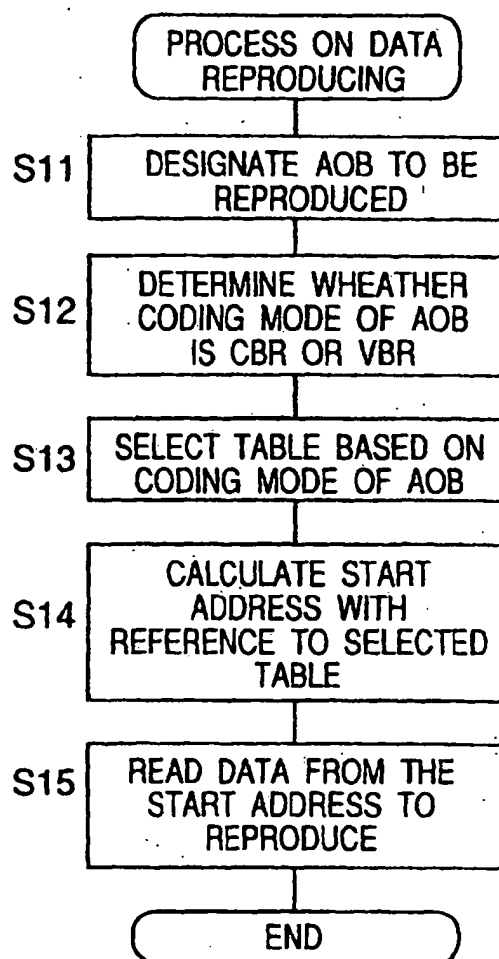 PROCESS ON DATA
REPRODUCING
S11
DESIGNATE AOB TO BE
REPRODUCED
S12
DETERMINE WHEATHER
CODING MODE OF AOB
IS CBR OR VBR
S13
SELECT TABLE BASED ON
CODING MODE OF AOB
S14
CALCULATE START
ADDRESS WITH
REFERENCE TO SELECTED
TABLE
S15
READ DATA FROM THE
START ADDRESS TO
REPRODUCE
END